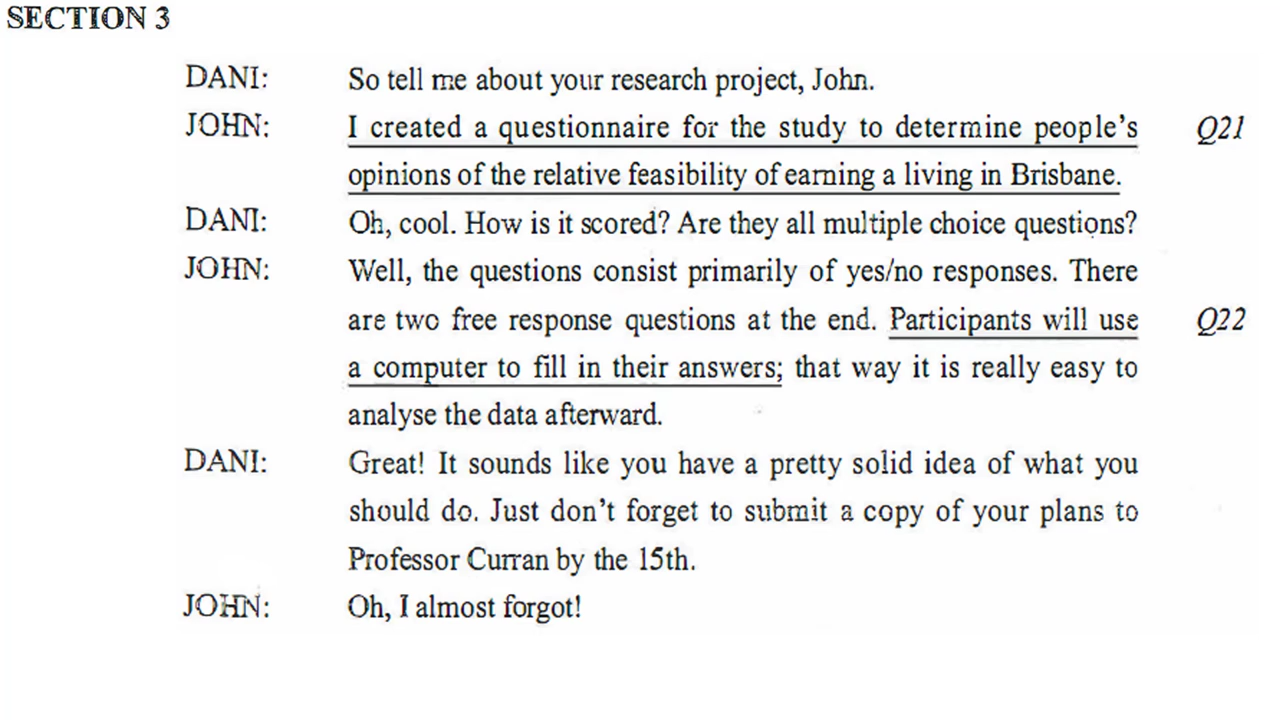 SECTION 3
DANI: So tell me about your research project, John.
JOHN: I created a questionnaire for the study to determine people's Q21
opinions of the relative feasibility of earning a living in Brisbane.
DANI: Oh, cool. How is it scored? Are they all multiple choice questions?
JOHN: Well, the questions consist primarily of yes/no responses. There
are two free response questions at the end. Participants will use Q22
a computer to fill in their answers; that way it is really easy to
analyse the data afterward.
DANI: Great! It sounds like you have a pretty solid idea of what you
should do. Just don't forget to submit a copy of your plans to
Professor Curran by the 15th.
JOHN: Oh, I almost forgot!